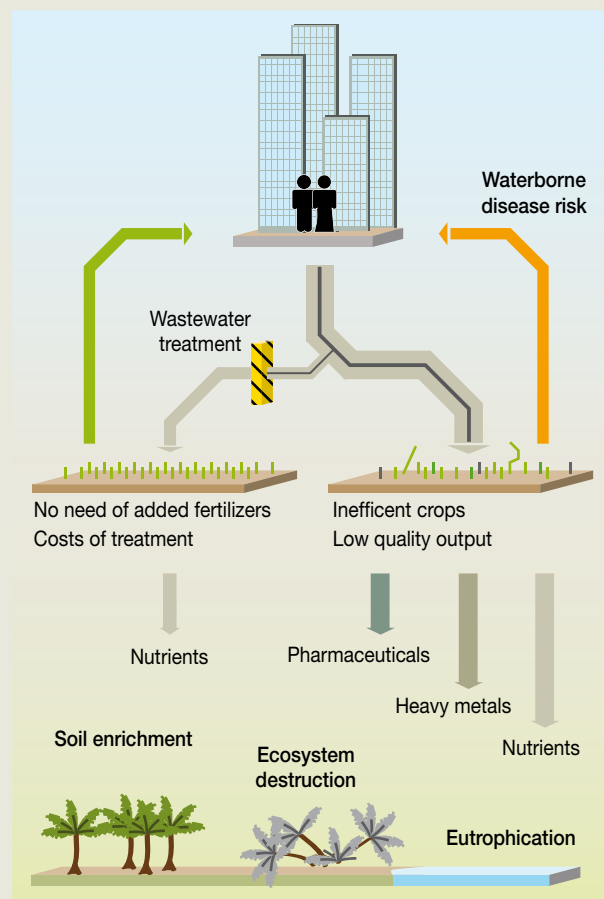 Waterborne
disease risk
Wastewater
treatment
No need of added fertilizers
Costs of treatment
Inefficent crops
Low quality output
Nutrients
Pharmaceuticals
Heavy metals
Nutrients
Soil enrichment
Ecosystem
destruction
Eutrophication